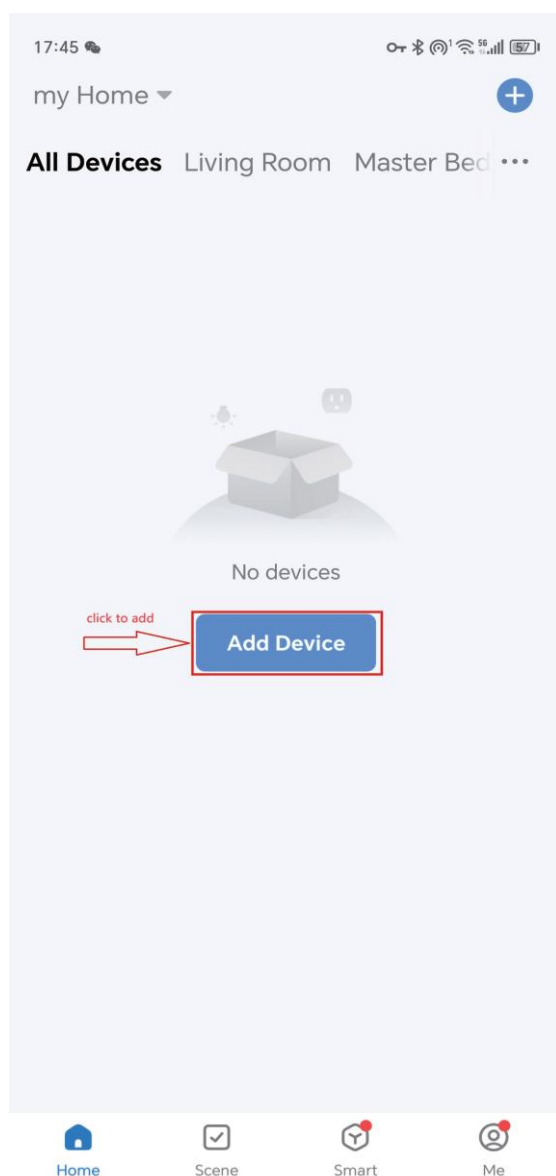 17:45
57
my Home
All Devices Living Room Master Bed ...
No devices
click to add
Add Device
Home Scene Smart Me